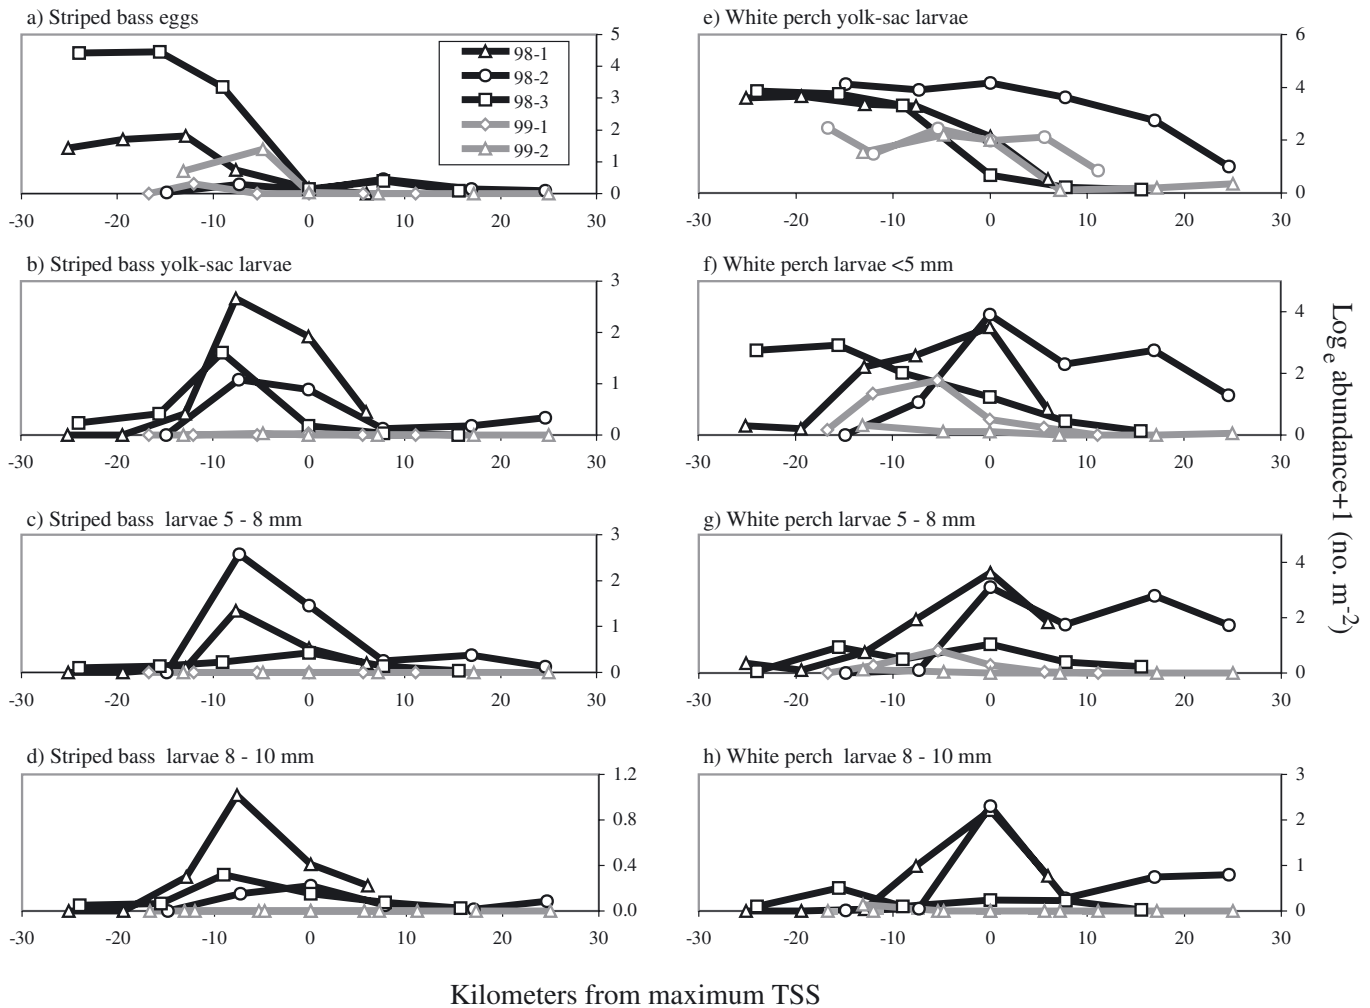 a) Striped bass eggs
5
4
3
2
1
0
-30 -20 -10 0 10 20 30
98-1
98-2
98-3
99-1
99-2
b) Striped bass yolk-sac larvae
3
2
1
0
-30 -20 -10 0 10 20 30
c) Striped bass larvae 5 - 8 mm
3
2
1
0
-30 -20 -10 0 10 20 30
d) Striped bass larvae 8 - 10 mm
1.2
0.8
0.4
0.0
-30 -20 -10 0 10 20 30
e) White perch yolk-sac larvae
6
4
2
0
-30 -20 -10 0 10 20 30
f) White perch larvae <5 mm
4
2
0
-30 -20 -10 0 10 20 30
g) White perch larvae 5 - 8 mm
4
2
0
-30 -20 -10 0 10 20 30
h) White perch larvae 8 - 10 mm
3
2
1
0
-30 -20 -10 0 10 20 30
Log e abundance+1 (no. m-2)
Kilometers from maximum TSS